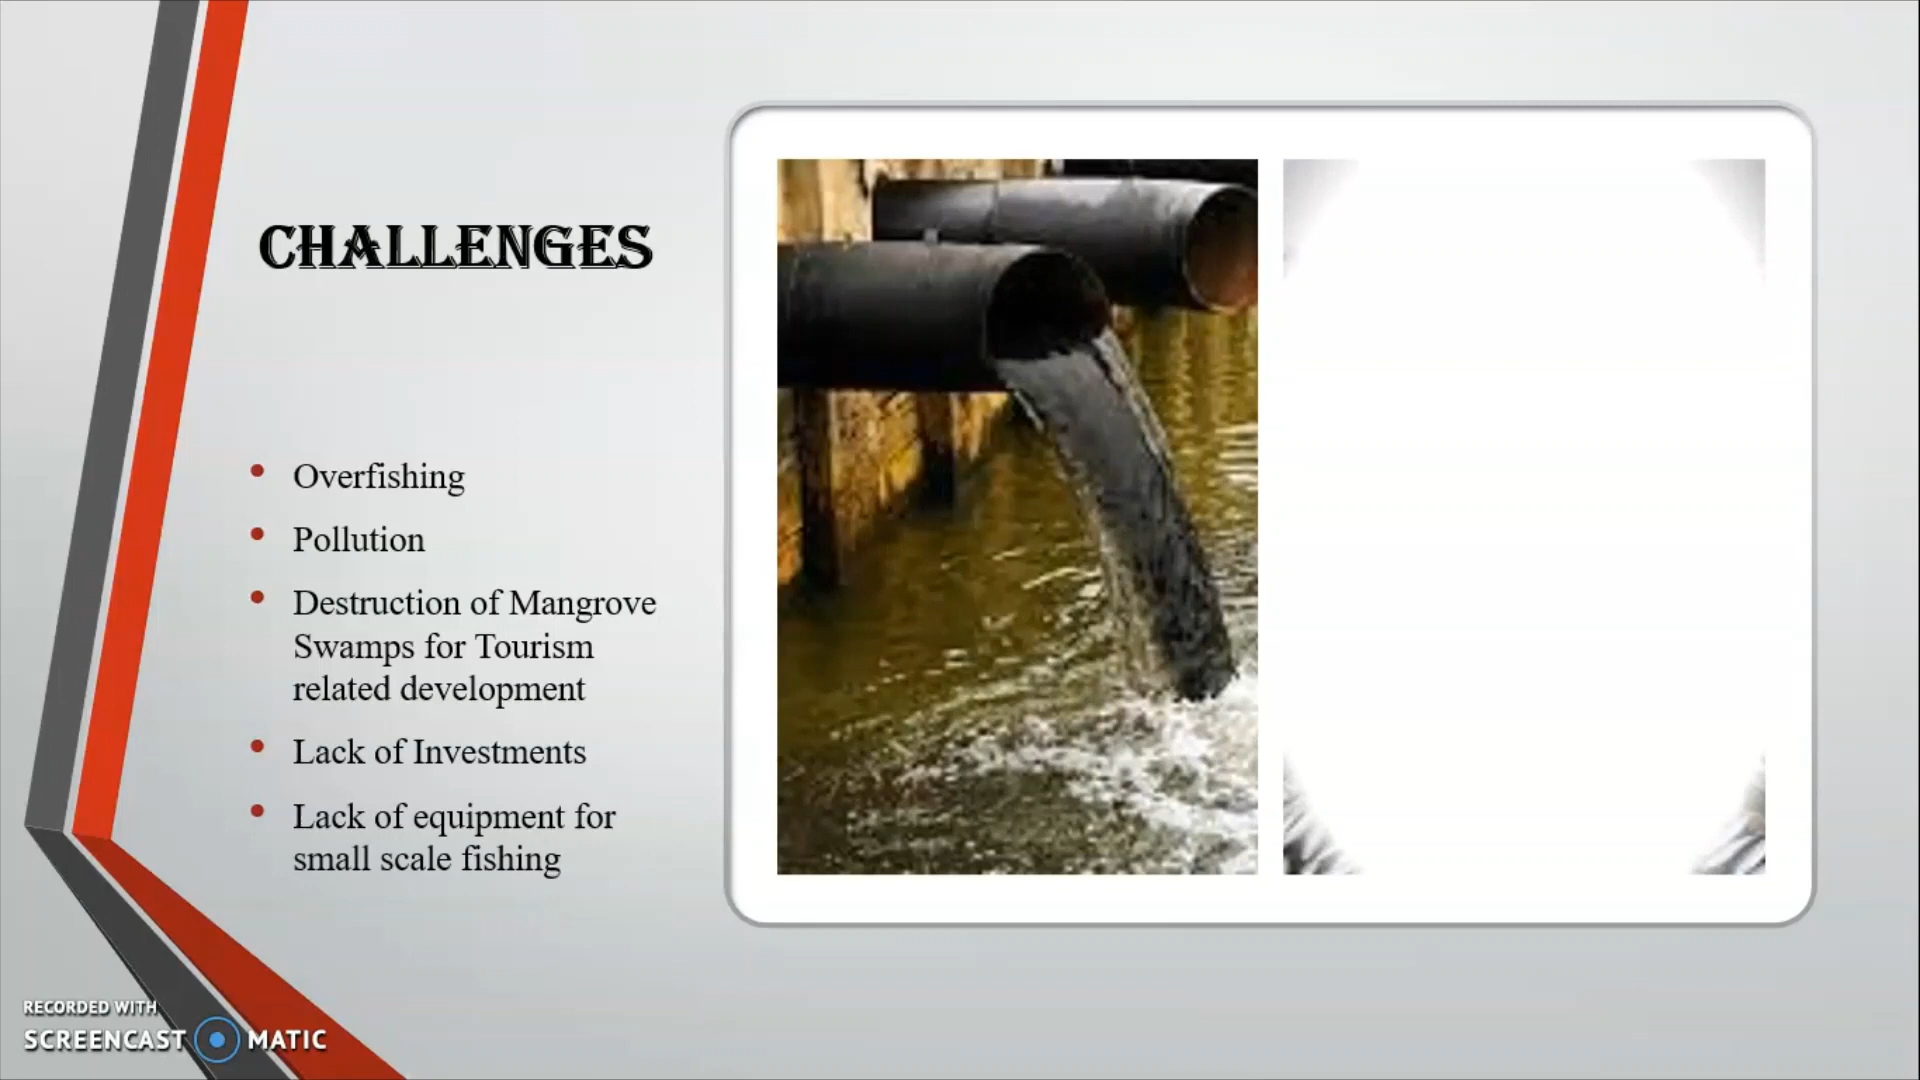 CHALLENGES
• Overfishing
• Pollution
• Destruction of Mangrove
Swamps for Tourism
related development
• Lack of Investments
• Lack of equipment for
small scale fishing
RECORDED WITH
SCREENCAST MATIC